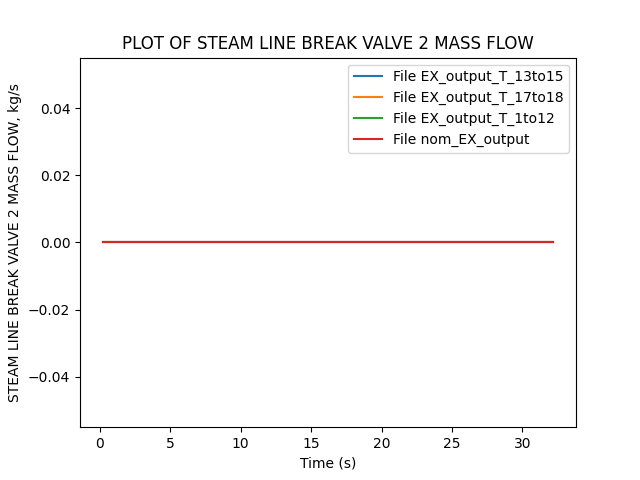 PLOT OF STEAM LINE BREAK VALVE 2 MASS FLOW
STEAM LINE BREAK VALVE 2 MASS FLOW, kg/s
0.04
0.02
0.00
−0.02
−0.04
File EX_output_T_13to15
File EX_output_T_17to18
File EX_output_T_1to12
File nom_EX_output
0 5 10 15 20 25 30
Time (s)